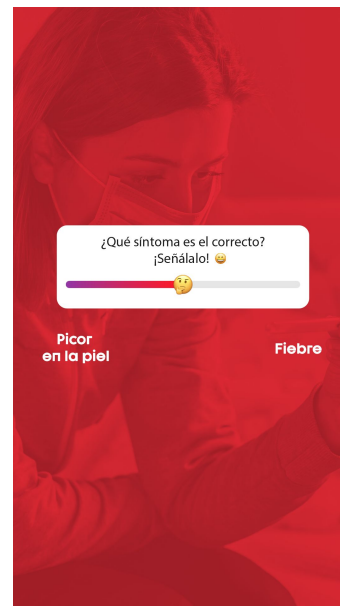 ¿Qué síntoma es el correcto?
¡Señálalo! 😀
Picor
en la piel
Fiebre